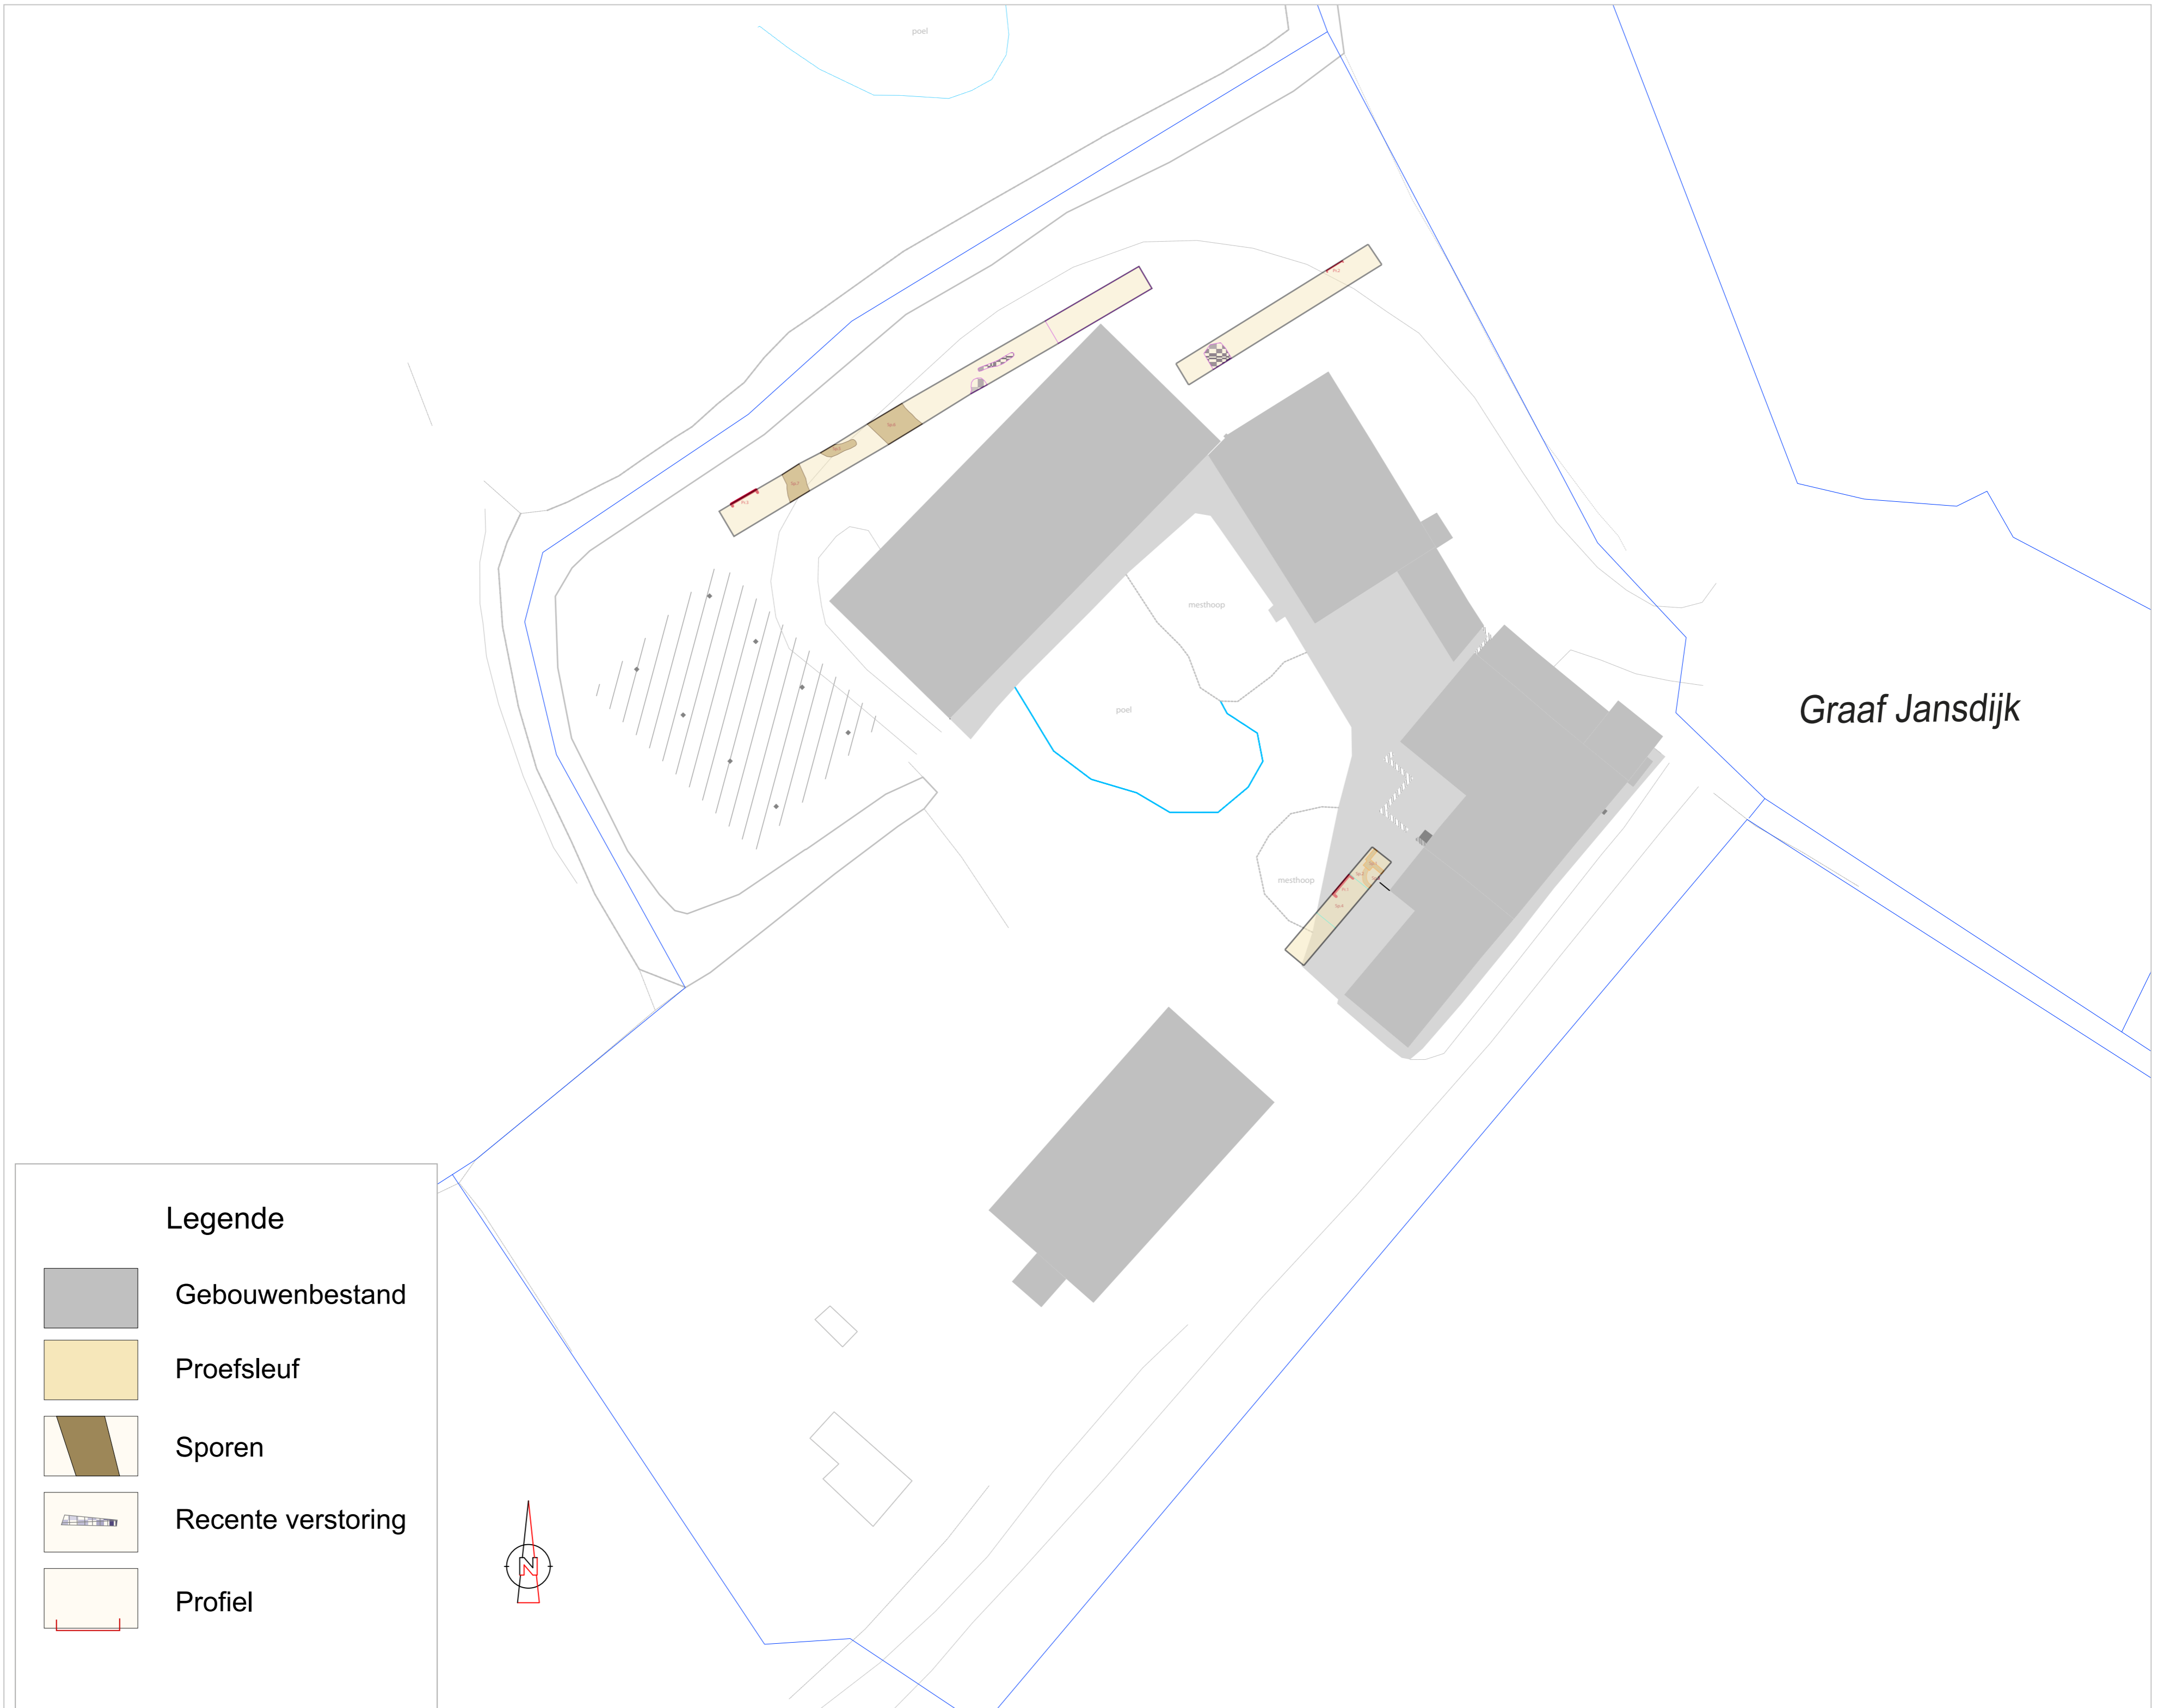 poel
mesthoop
poel
Graaf Jansdijk
mesthoop
Legende
Gebouwenbestand
Proefsleuf
Sporen
Recente verstoring
Profiel
N